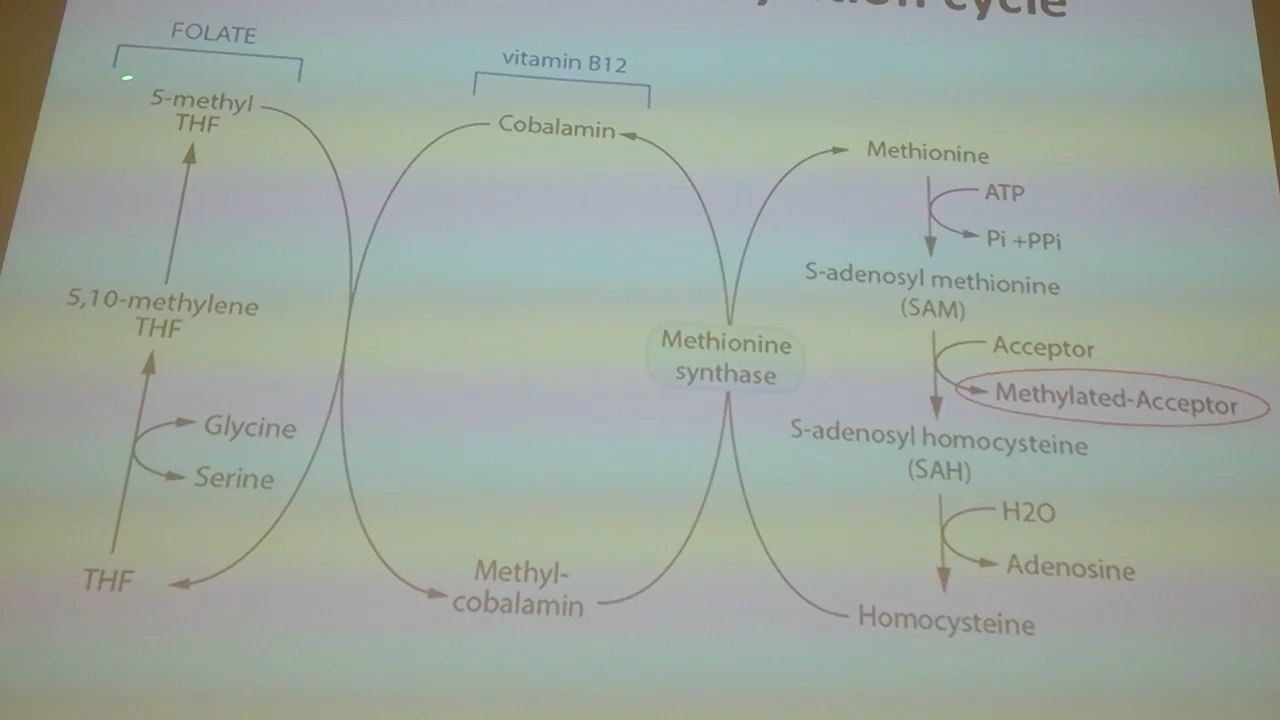 cycle
FOLATE
vitamin B12
5-methyl
THF
Cobalamin
Methionine
ATP
Pi +PPi
S-adenosyl methionine
(SAM)
5,10-methylene
THF
Methionine
synthase
Acceptor
Methylated-Acceptor
Glycine
Serine
S-adenosyl homocysteine
(SAH)
H2O
Adenosine
THF
Methyl-
cobalamin
Homocysteine